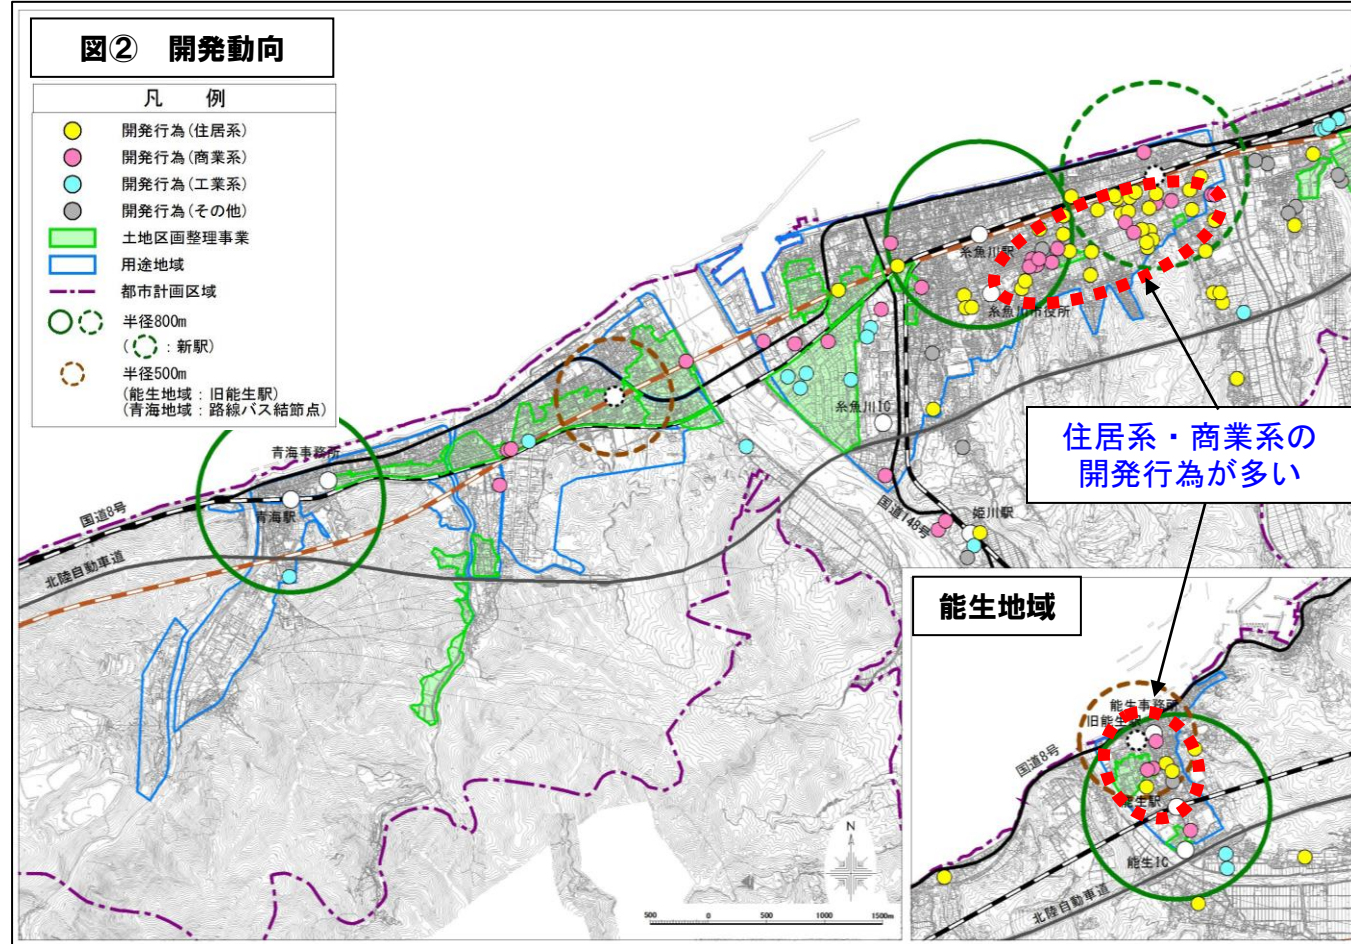 図② 開発動向
凡 例
開発行為(住居系)
開発行為(商業系)
開発行為(工業系)
開発行為(その他)
土地区画整理事業
用途地域
都市計画区域
半径800m
( :新駅)
半径500m
(能生地域:旧能生駅)
(青海地域:路線バス結節点)
糸魚川駅
糸魚川市役所
糸魚川IC
住居系・商業系の
開発行為が多い
青海事務所
国道8号
青海駅
北陸自動車道
国道148号
姫川駅
能生地域
能生事務所
旧能生駅
国道8号
能生駅
能生IC
北陸自動車道
N
500 0 500 1000 1500m